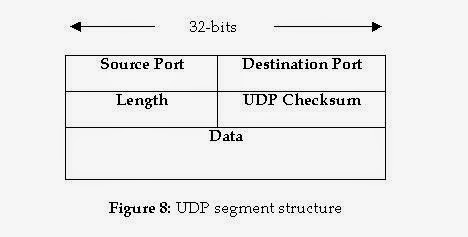 32-bits
Source Port Destination Port
Length UDP Checksum
Data
Figure 8: UDP segment structure